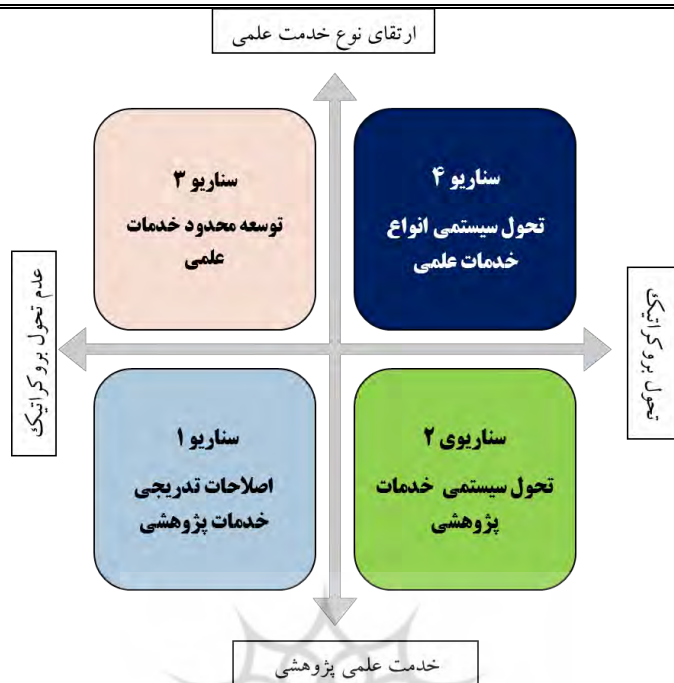 ارتقای نوع خدمت علمی
سناریو ۴
تحول سیستمی انواع
خدمات علمی
سناریو ۳
توسعه محدود خدمات
علمی
تحول بروکراتیک
عدم تحول بروکراتیک
سناریوی ۲
تحول سیستمی خدمات
پژوهشی
سناریو ۱
اصلاحات تدریجی
خدمات پژوهشی
خدمت علمی پژوهشی